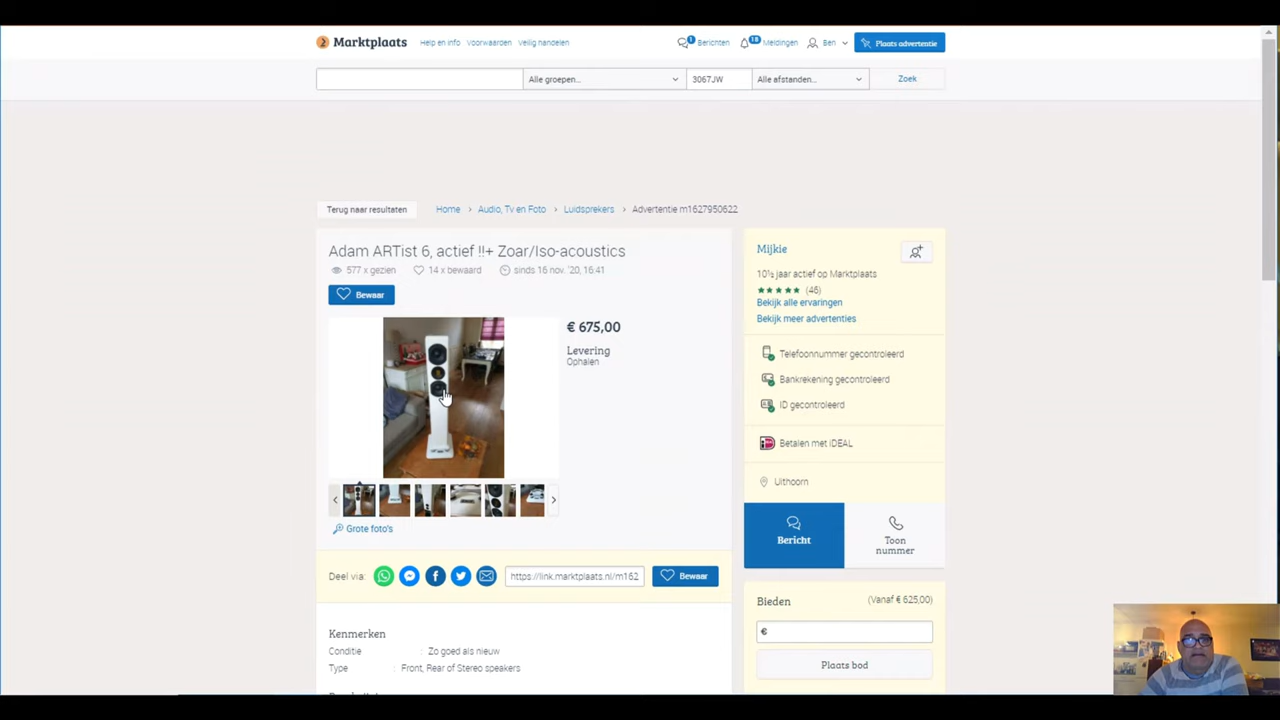 Marktplaats Help en info Voorwaarden Veilig handelen 1 Berichten 18 Meldingen Ben Plaats advertentie
Alle groepen... 3067JW Alle afstanden... Zoek
Terug naar resultaten Home > Audio, Tv en Foto > Luidsprekers > Advertentie m1627950622
Adam ARTist 6, actief !!+ Zoar/Iso-acoustics
577 x gezien 14 x bewaard sinds 16 nov. '20, 16:41
Bewaar
€ 675,00
Levering
Ophalen
Grote foto's
Deel via: https://link.marktplaats.nl/m162 Bewaar
Kenmerken
Conditie : Zo goed als nieuw
Type : Front, Rear of Stereo speakers
Mijkie
10½ jaar actief op Marktplaats
★★★★★ (46)
Bekijk alle ervaringen
Bekijk meer advertenties
Telefoonnummer gecontroleerd
Bankrekening gecontroleerd
ID gecontroleerd
Betalen met iDEAL
Uithoorn
Bericht
Toon
nummer
Bieden (Vanaf € 625,00)
€
Plaats bod